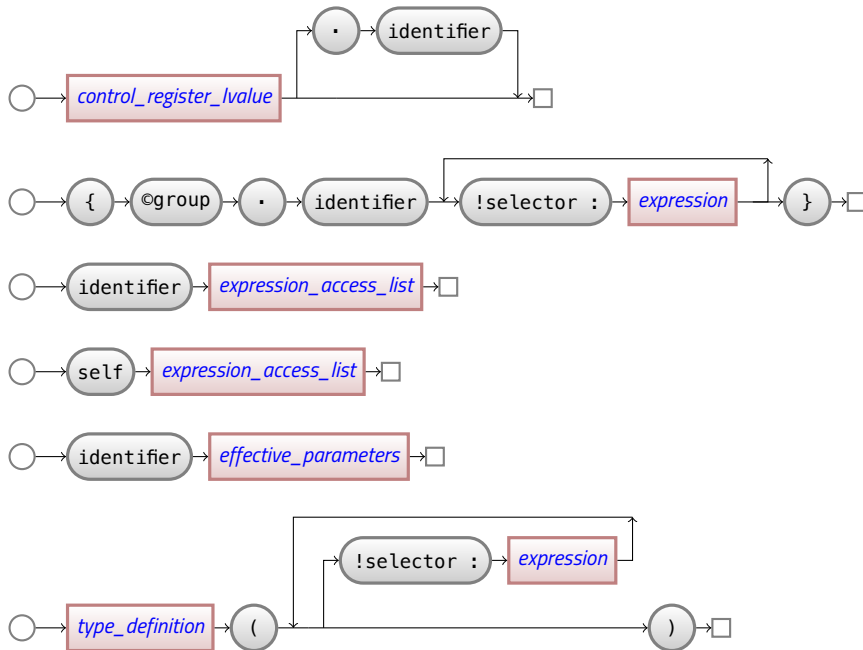 . identifier
control_register_lvalue
{ ©group . identifier !selector : expression }
identifier expression_access_list
self expression_access_list
identifier effective_parameters
!selector : expression
type_definition ( )